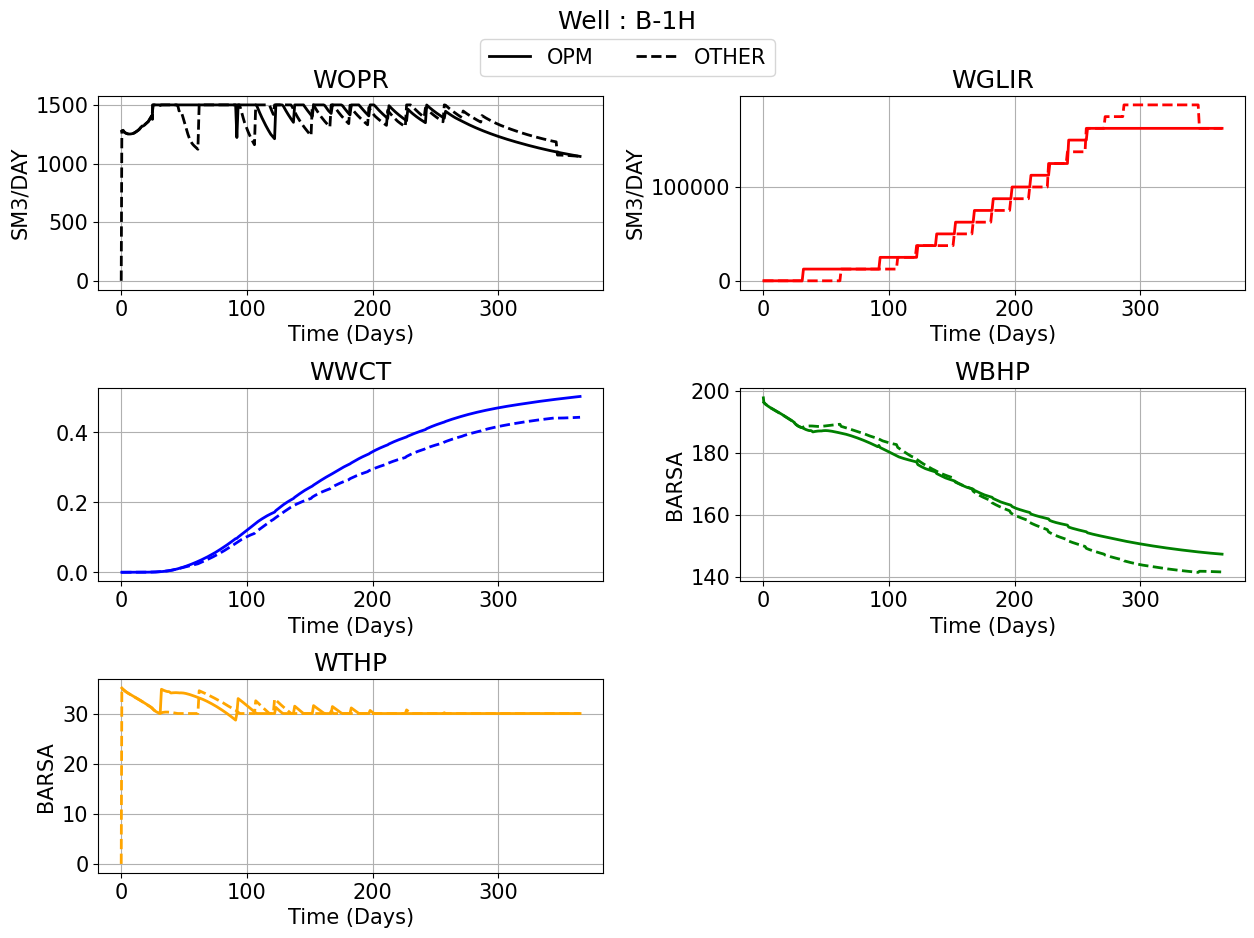 Well : B-1H
OPM OTHER
WOPR
1500
1000
500
0
SM3/DAY
0 100 200 300
Time (Days)
WGLIR
100000
0
SM3/DAY
0 100 200 300
Time (Days)
WWCT
0.4
0.2
0.0
0 100 200 300
Time (Days)
WBHP
200
180
160
140
BARSA
0 100 200 300
Time (Days)
WTHP
30
20
10
0
BARSA
0 100 200 300
Time (Days)